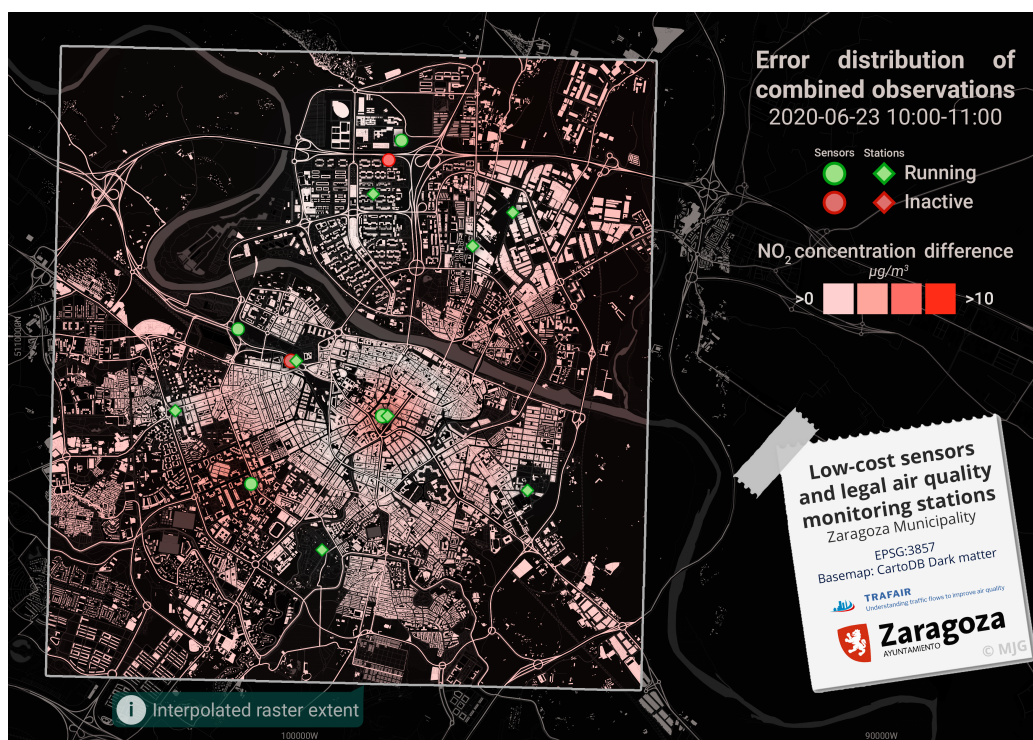 Error distribution of
combined observations
2020-06-23 10:00-11:00
Sensors Stations
Running
Inactive
NO2 concentration difference
µg/m³
>0 >10
Low-cost sensors
and legal air quality
monitoring stations
Zaragoza Municipality
EPSG:3857
Basemap: CartoDB Dark matter
TRAFAIR
Understanding traffic flows to improve air quality
Zaragoza
AYUNTAMIENTO
© MJG
i Interpolated raster extent
100000W
90000W